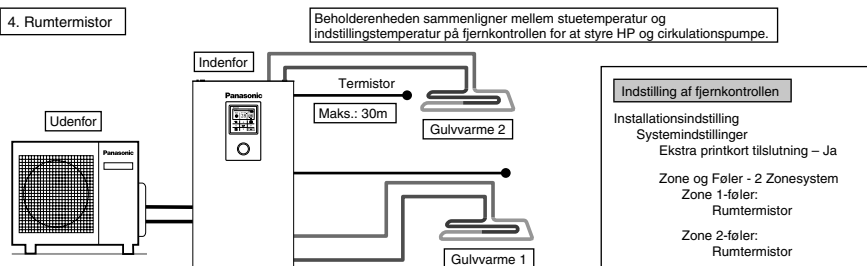 4. Rumtermistor
Beholderenheden sammenligner mellem stuetemperatur og
indstillingstemperatur på fjernkontrollen for at styre HP og cirkulationspumpe.
Indenfor
Termistor
Panasonic
Maks.: 30m
Gulvvarme 2
Udenfor
Panasonic
Gulvvarme 1
Indstilling af fjernkontrollen
Installationsindstilling
Systemindstillinger
Ekstra printkort tilslutning – Ja
Zone og Føler - 2 Zonesystem
Zone 1-føler:
Rumtermistor
Zone 2-føler:
Rumtermistor